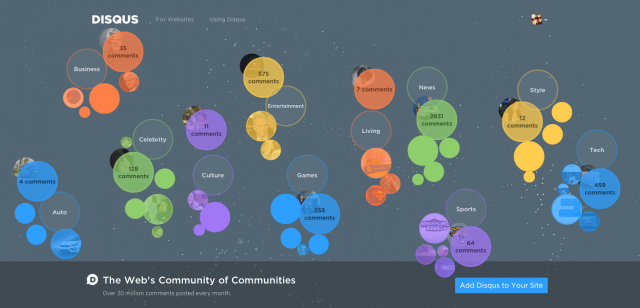 DISQUS
For Websites
Using Disqus
35
comments
Business
575
comments
Entertainment
7 comments
Living
News
2831
comments
Style
12
comments
Tech
459
comments
Celebrity
128
comments
11
comments
Culture
Games
255
comments
4 comments
Auto
Sports
64
comments
The Web's Community of Communities
Over 20 million comments posted every month.
Add Disqus to Your Site